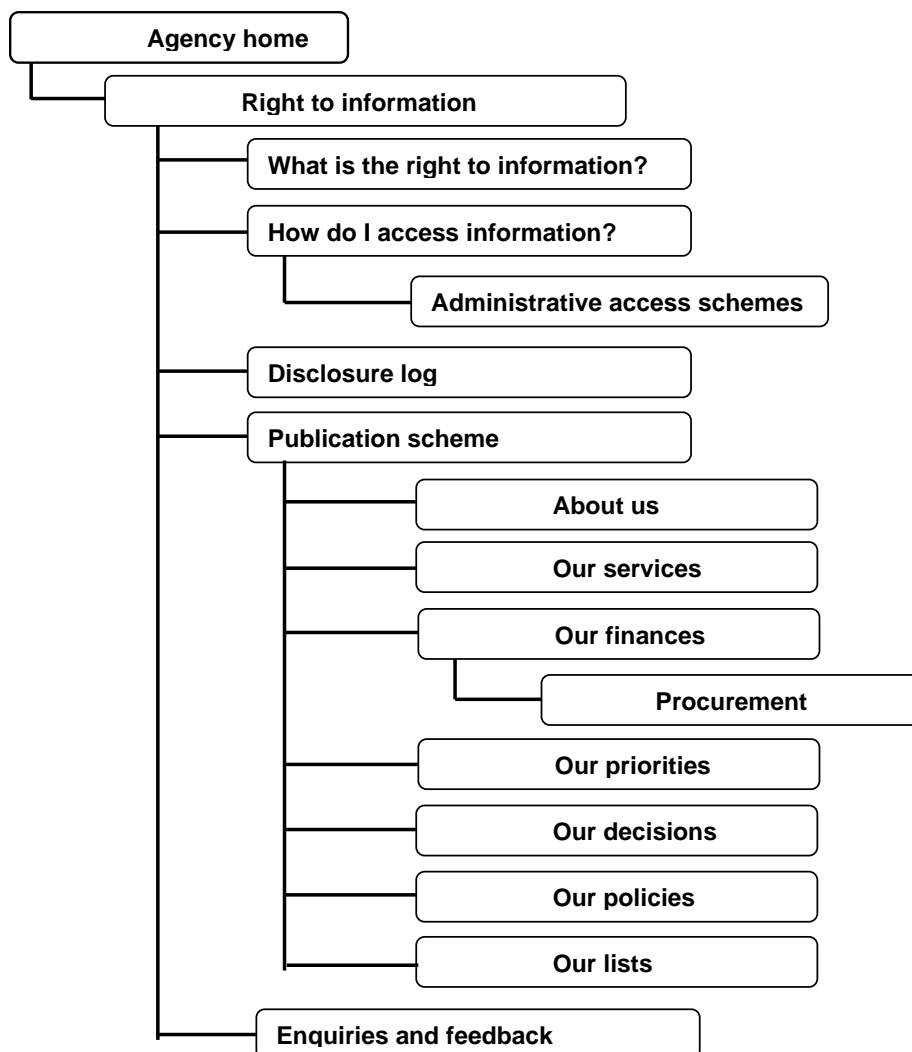 Agency home
Right to information
What is the right to information?
How do I access information?
Administrative access schemes
Disclosure log
Publication scheme
About us
Our services
Our finances
Procurement
Our priorities
Our decisions
Our policies
Our lists
Enquiries and feedback